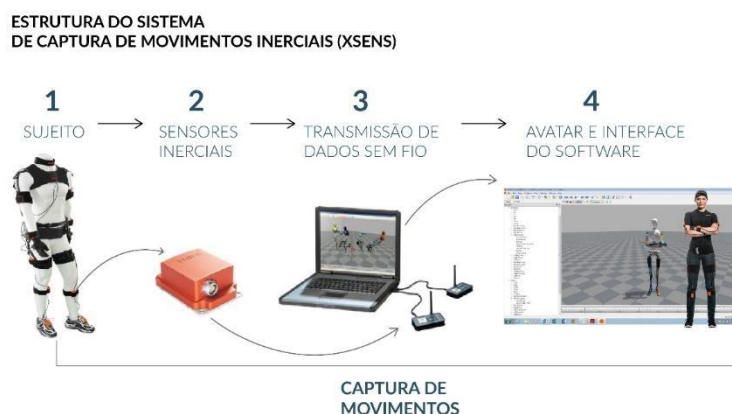 ESTRUTURA DO SISTEMA
DE CAPTURA DE MOVIMENTOS INERCIAIS (XSENS)
1
SUJEITO
2
SENSORES
INERCIAIS
3
TRANSMISSÃO DE
DADOS SEM FIO
4
AVATAR E INTERFACE
DO SOFTWARE
CAPTURA DE
MOVIMENTOS